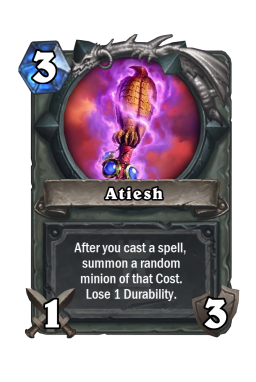 3
Atiesh
After you cast a spell,
summon a random
minion of that Cost.
Lose 1 Durability.
1
3